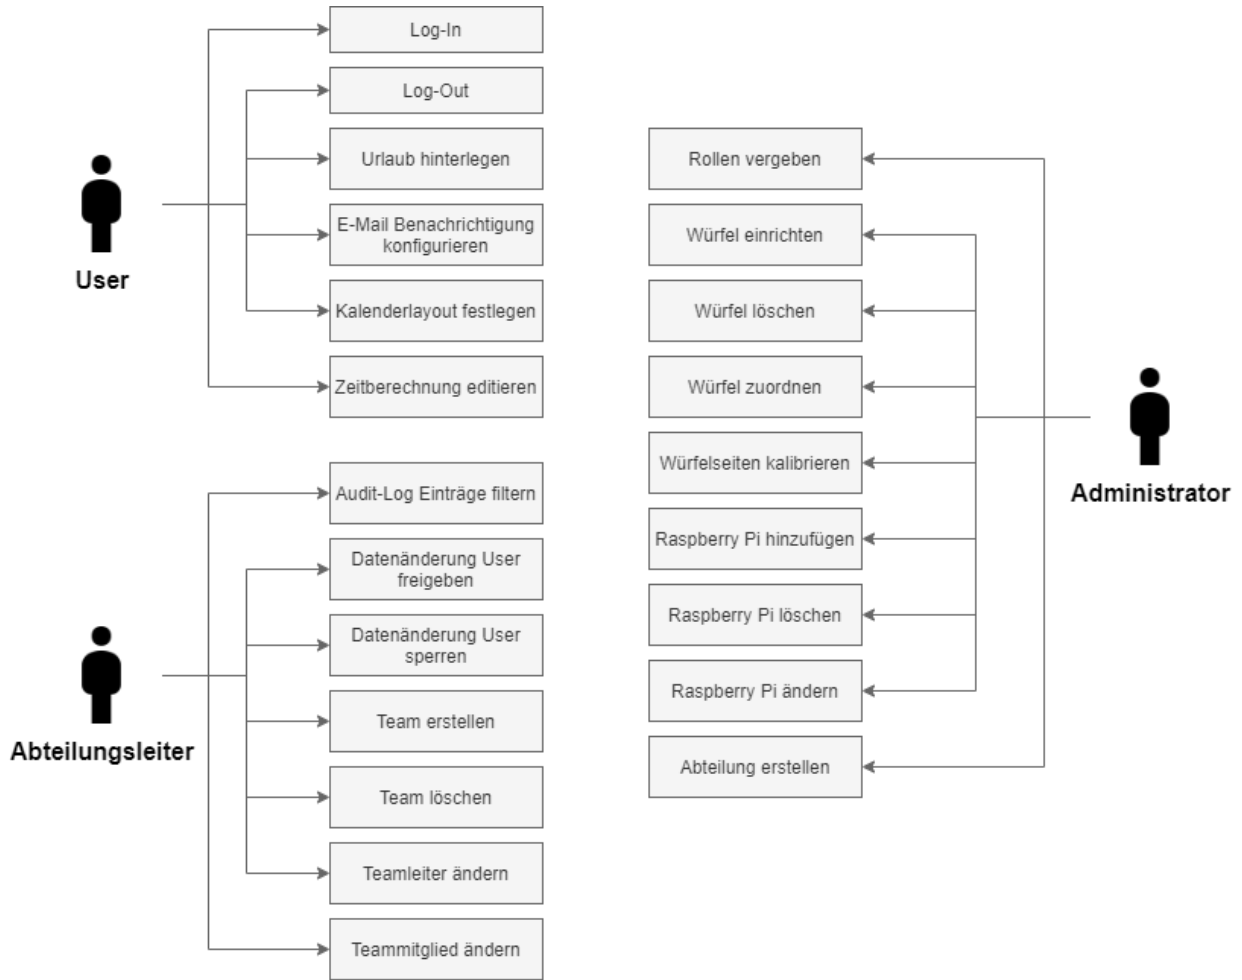 Log-In
Log-Out
Urlaub hinterlegen
E-Mail Benachrichtigung
konfigurieren
Kalenderlayout festlegen
Zeitberechnung editieren
User
Audit-Log Einträge filtern
Datenänderung User
freigeben
Datenänderung User
sperren
Team erstellen
Team löschen
Teamleiter ändern
Teammitglied ändern
Abteilungsleiter
Rollen vergeben
Würfel einrichten
Würfel löschen
Würfel zuordnen
Würfelseiten kalibrieren
Raspberry Pi hinzufügen
Raspberry Pi löschen
Raspberry Pi ändern
Abteilung erstellen
Administrator